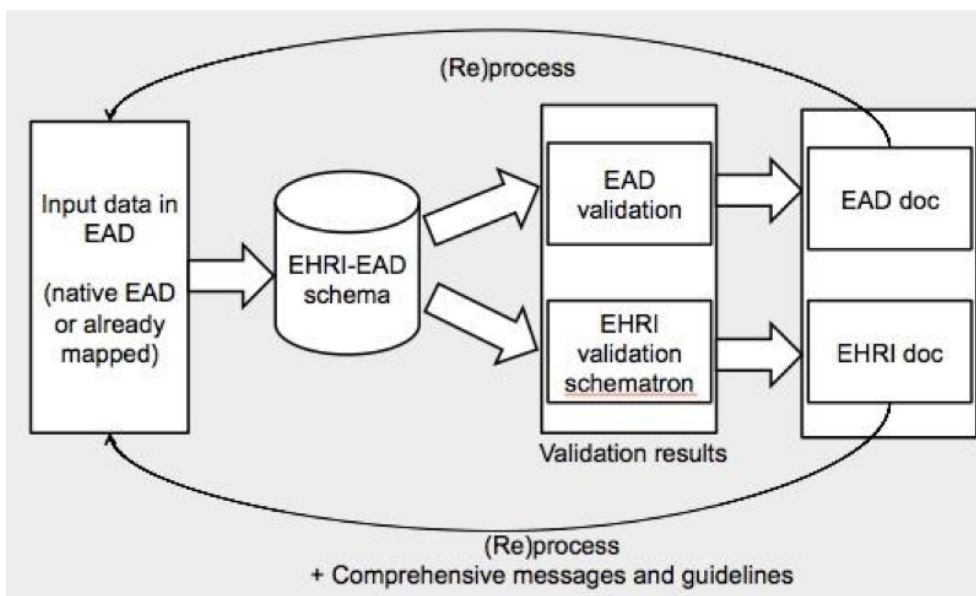 (Re)process
Input data in
EAD
(native EAD
or already
mapped)
EHRI-EAD
schema
EAD
validation
EHRI
validation
schematron
Validation results
EAD doc
EHRI doc
(Re)process
+ Comprehensive messages and guidelines